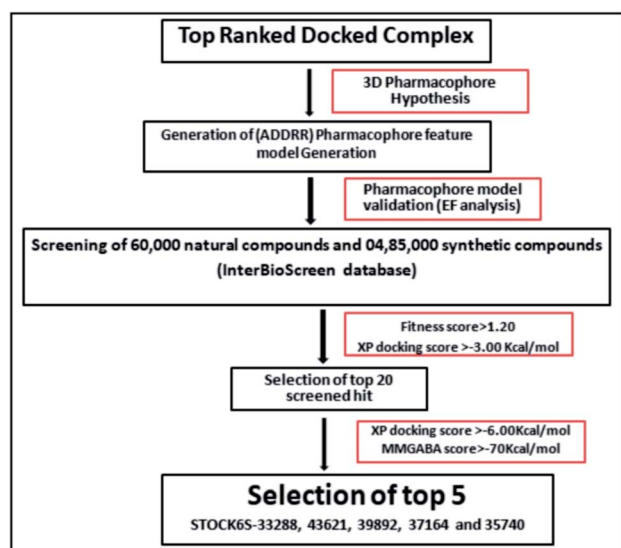 Top Ranked Docked Complex
3D Pharmacophore
Hypothesis
Generation of (ADDRR) Pharmacophore feature
model Generation
Pharmacophore model
validation (EF analysis)
Screening of 60,000 natural compounds and 04,85,000 synthetic compounds
(InterBioScreen database)
Fitness score>1.20
XP docking score >-3.00 Kcal/mol
Selection of top 20
screened hit
XP docking score >-6.00Kcal/mol
MMGABA score>-70Kcal/mol
Selection of top 5
STOCK6S-33288, 43621, 39892, 37164 and 35740